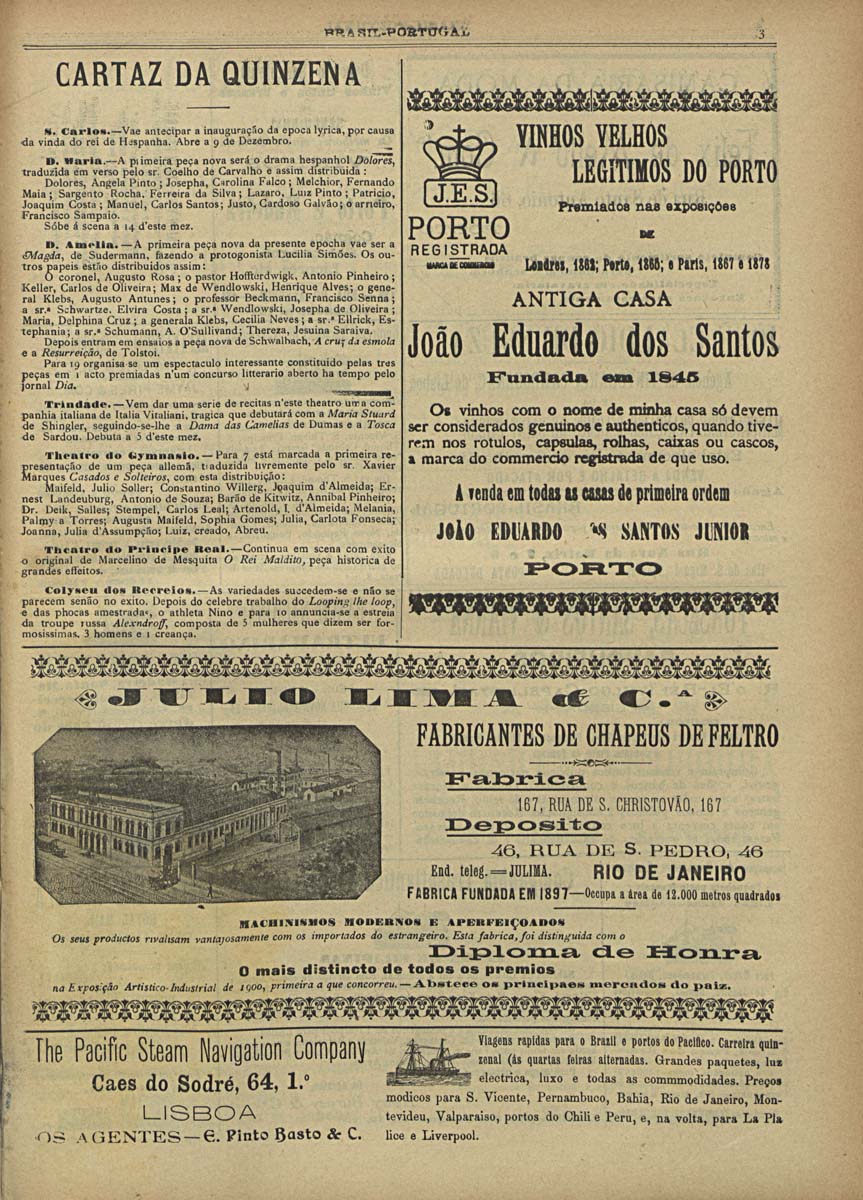 BRASIL-PORTUGAL
3
CARTAZ DA QUINZENA
S. Carlos.—Vae antecipar a inauguração da epoca lyrica, por causa
da vinda do rei de Hespanha. Abre a 9 de Dezembro.
D. Maria.—A primeira peça nova será o drama hespanhol Dolores,
traduzida em verso pelo sr. Coelho de Carvalho e assim distribuida:
Dolores, Angela Pinto; Josepha, Carolina Falco; Melchior, Fernando
Maia; Sargento Rocha, Ferreira da Silva; Lazaro, Luiz Pinto; Patricio,
Joaquim Costa; Manuel, Carlos Santos; Justo, Cardoso Galvão; o arrneiro,
Francisco Sampaio.
Sóbe á scena a 14 d'este mez.
D. Amelia.—A primeira peça nova da presente epocha vae ser a
Magda, de Sudermann, fazendo a protogonista Lucilia Simões. Os ou-
tros papeis estão distribuidos assim:
O coronel, Augusto Rosa; o pastor Hoffterdwigk, Antonio Pinheiro;
Keller, Carlos de Oliveira; Max de Wendlowski, Henrique Alves; o gene-
ral Klebs, Augusto Antunes; o professor Beckmann, Francisco Senna;
a sr.ª Schwartze. Elvira Costa; a sr.ª Wendlowski, Josepha de Oliveira;
Maria, Delphina Cruz; a generala Klebs, Cecilia Neves; a sr.ª Ellrick, Es-
tephania; a sr.ª Schumann, A. O'Sullivand; Thereza, Jesuina Saraiva.
Depois entram em ensaios a peça nova de Schwalbach, A cruz da esmola
e a Resurreição, de Tolstoi.
Para 19 organisa-se um espectaculo interessante constituido pelas tres
peças em 1 acto premiadas n'um concurso litterario aberto ha tempo pelo
jornal Dia.
Trindade.—Vem dar uma serie de recitas n'este theatro uma com-
panhia italiana de Italia Vitaliani, tragica que debutará com a Maria Stuard
de Shingler, seguindo-se-lhe a Dama das Camelias de Dumas e a Tosca
de Sardou. Debuta a 5 d'este mez.
Theatro do Gymnasio.—Para 7 está marcada a primeira re-
presentação de um peça allemã, traduzida livremente pelo sr. Xavier
Marques Casados e Solteiros, com esta distribuição:
Maifeld, Julio Soller; Constantino Willerg, Joaquim d'Almeida; Er-
nest Landeuburg, Antonio de Souza; Barão de Kitwitz, Annibal Pinheiro;
Dr. Deik, Salles; Stempel, Carlos Leal; Artenold, I. d'Almeida; Melania,
Palmy a Torres; Augusta Maifeld, Sophia Gomes; Julia, Carlota Fonseca;
Joanna, Julia d'Assumpção; Luiz, creado, Abreu.
Theatro do Principe Real.—Continua em scena com exito
o original de Marcelino de Mesquita O Rei Maldito, peça historica de
grandes effeitos.
Colyseu dos Recreios.—As variedades succedem-se e não se
parecem senão no exito. Depois do celebre trabalho do Looping lhe loop,
e das phocas amestradas, o athleta Nino e para 10 annuncia-se a estreia
da troupe russa Alexndroff, composta de 5 mulheres que dizem ser for-
mosissimas. 3 homens e 1 creança.
J.E.S.
PORTO
REGISTRADA
MARCA DE COMMERCIO
VINHOS VELHOS
LEGITIMOS DO PORTO
Premiados nas exposições
DE
Londres, 1862; Porto, 1865; e Paris, 1867 e 1878
ANTIGA CASA
João Eduardo dos Santos
Fundada em 1845
Os vinhos com o nome de minha casa só devem
ser considerados genuinos e authenticos, quando tive-
rem nos rotulos, capsulas, rolhas, caixas ou cascos,
a marca do commercio registrada de que uso.
A venda em todas as casas de primeira ordem
JOÃO EDUARDO S SANTOS JUNIOR
PORTO
JULIO LIMA & C.ª
FABRICANTES DE CHAPEUS DE FELTRO
Fabrica
167, RUA DE S. CHRISTOVÃO, 167
Deposito
46, RUA DE S. PEDRO, 46
End. teleg.=JULIMA. RIO DE JANEIRO
FABRICA FUNDADA EM 1897—Occupa a área de 12.000 metros quadrados
MACHINISMOS MODERNOS E APERFEIÇOADOS
Os seus productos rivalisam vantajosamente com os importados do estrangeiro. Esta fabrica, foi distinguida com o
Diploma de Honra
O mais distincto de todos os premios
na Exposição Artistico-Industrial de 1900, primeira a que concorreu.—Abstece os principaes mercados do paiz.
The Pacific Steam Navigation Company
Caes do Sodré, 64, 1.º
LISBOA
OS AGENTES—E. Pinto Basto & C.
Viagens rapidas para o Brazil e portos do Pacifico. Carreira quin-
zenal (ás quartas feiras alternadas. Grandes paquetes, luz
electrica, luxo e todas as commmodidades. Preços
modicos para S. Vicente, Pernambuco, Bahia, Rio de Janeiro, Mon-
tevideu, Valparaiso, portos do Chili e Peru, e, na volta, para La Pla
lice e Liverpool.